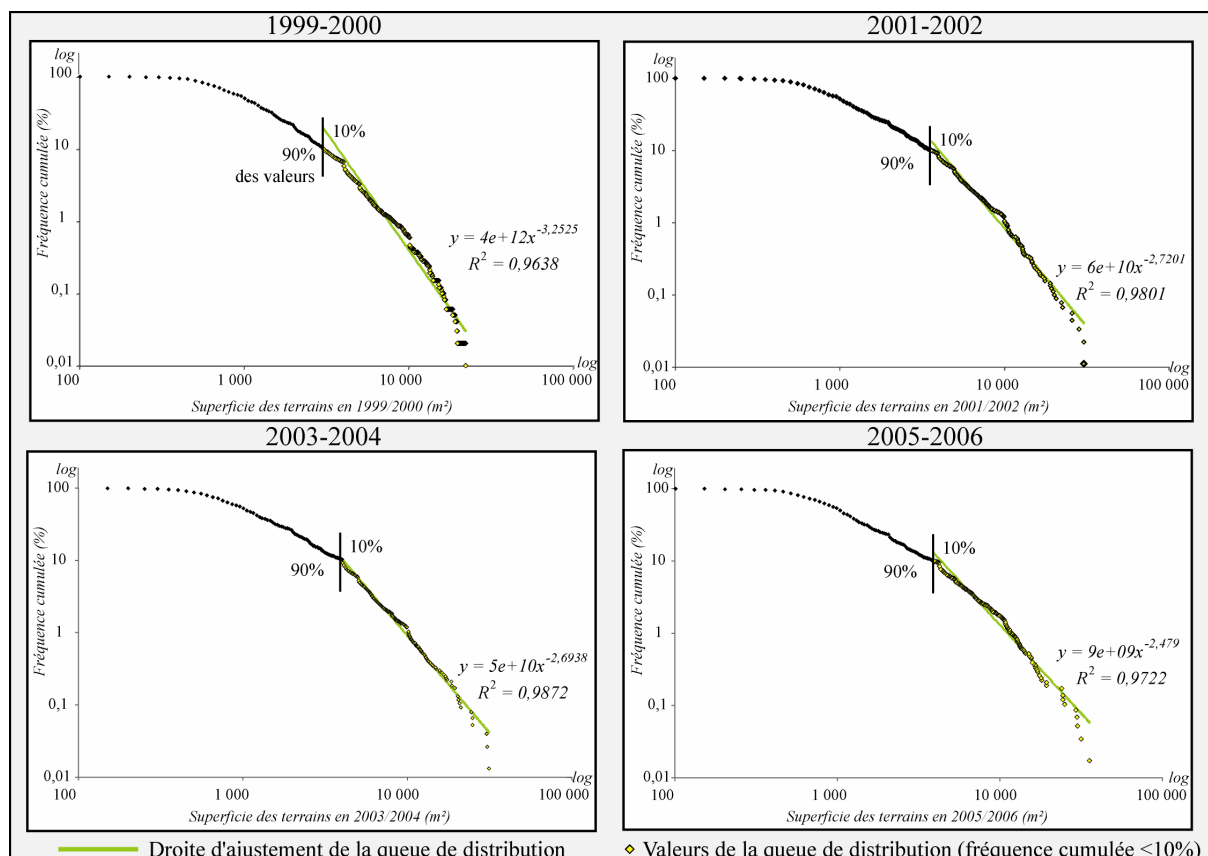 1999-2000
log
Fréquence cumulée (%)
100
10
1
0,1
0,01
10%
90%
des valeurs
y = 4e+12x^-3,2525
R² = 0,9638
100
1 000
10 000
100 000
log
Superficie des terrains en 1999/2000 (m²)
2001-2002
log
Fréquence cumulée (%)
100
10
1
0,1
0,01
10%
90%
y = 6e+10x^-2,7201
R² = 0,9801
100
1 000
10 000
100 000
log
Superficie des terrains en 2001/2002 (m²)
2003-2004
log
Fréquence cumulée (%)
100
10
1
0,1
0,01
10%
90%
y = 5e+10x^-2,6938
R² = 0,9872
100
1 000
10 000
100 000
log
Superficie des terrains en 2003/2004 (m²)
2005-2006
log
Fréquence cumulée (%)
100
10
1
0,1
0,01
10%
90%
y = 9e+09x^-2,479
R² = 0,9722
100
1 000
10 000
100 000
log
Superficie des terrains en 2005/2006 (m²)
Droite d'ajustement de la queue de distribution
Valeurs de la queue de distribution (fréquence cumulée <10%)